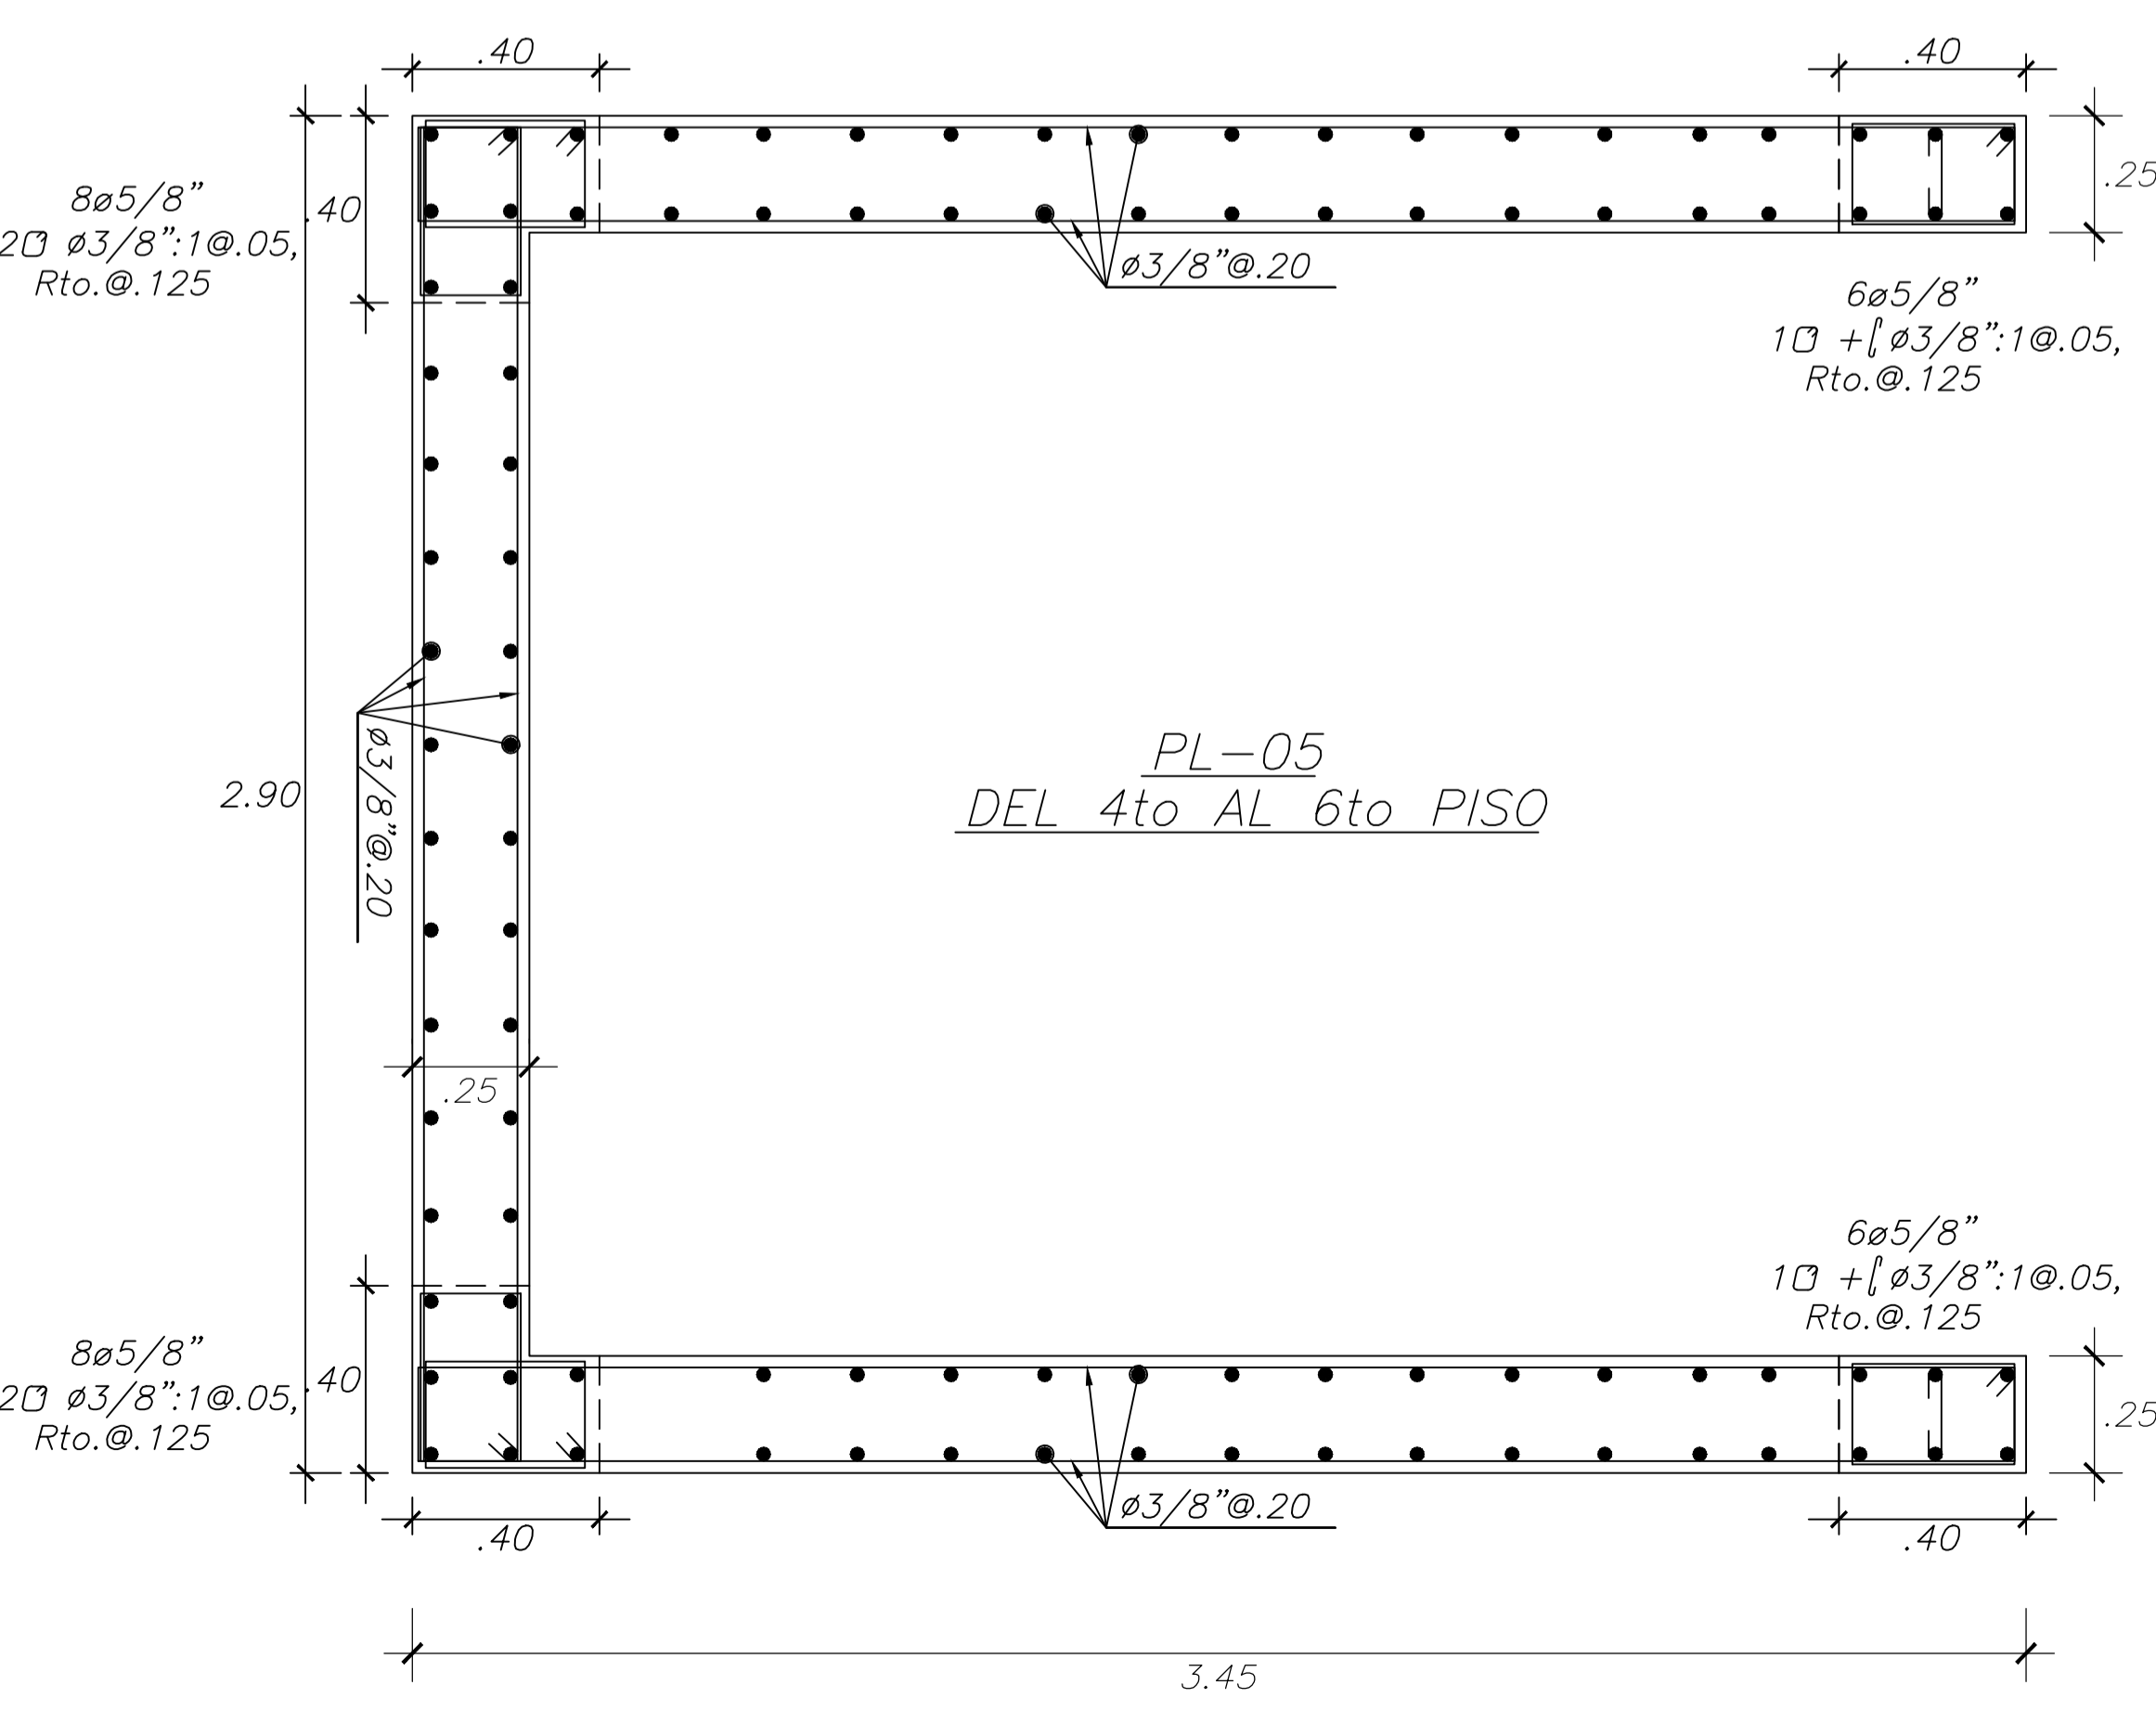 .40
.40
.25
8ø5/8"
.40
2 ø3/8":1@.05,
Rto.@.125
ø3/8"@.20
6ø5/8"
1 + ø3/8":1@.05,
Rto.@.125
ø3/8"@.20
2.90
PL-05
DEL 4to AL 6to PISO
.25
6ø5/8"
1 + ø3/8":1@.05,
Rto.@.125
8ø5/8"
.40
2 ø3/8":1@.05,
Rto.@.125
.25
ø3/8"@.20
.40
.40
3.45